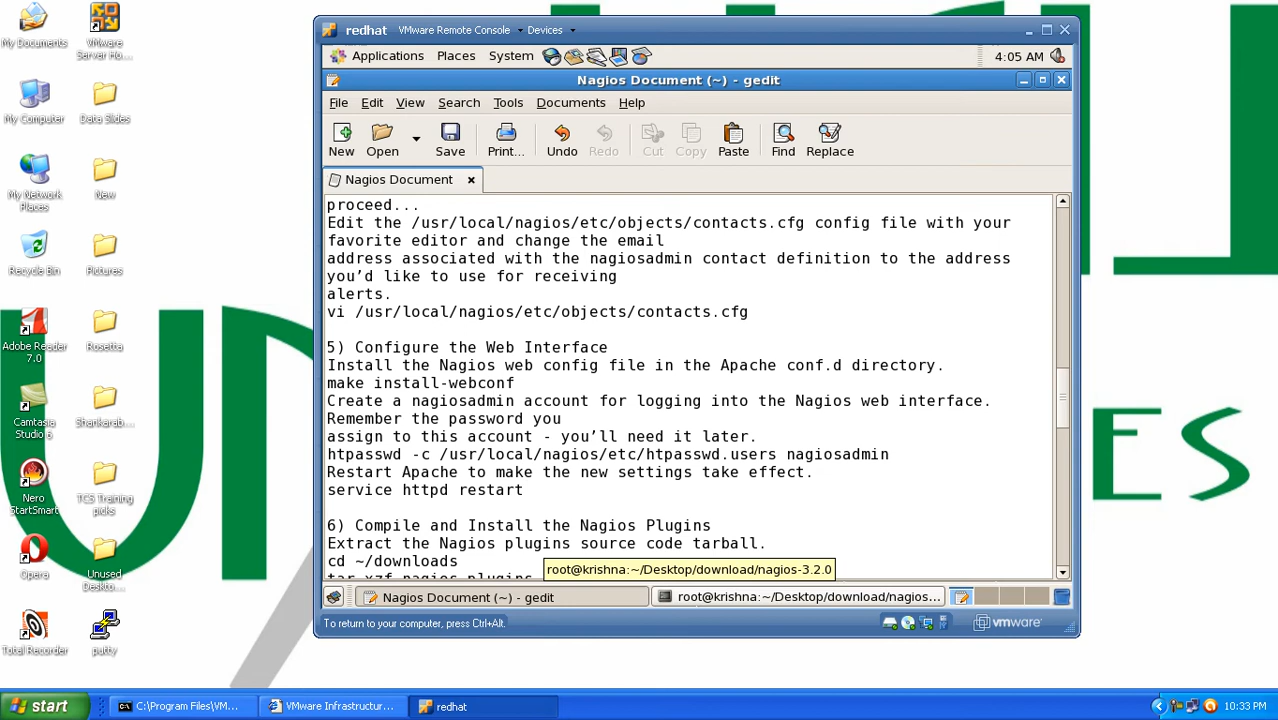 redhat VMware Remote Console Devices
Applications Places System 4:05 AM
Nagios Document (~) - gedit
File Edit View Search Tools Documents Help
New Open Save Print... Undo Redo Cut Copy Paste Find Replace
Nagios Document
proceed...
Edit the /usr/local/nagios/etc/objects/contacts.cfg config file with your
favorite editor and change the email
address associated with the nagiosadmin contact definition to the address
you’d like to use for receiving
alerts.
vi /usr/local/nagios/etc/objects/contacts.cfg
5) Configure the Web Interface
Install the Nagios web config file in the Apache conf.d directory.
make install-webconf
Create a nagiosadmin account for logging into the Nagios web interface.
Remember the password you
assign to this account - you’ll need it later.
htpasswd -c /usr/local/nagios/etc/htpasswd.users nagiosadmin
Restart Apache to make the new settings take effect.
service httpd restart
6) Compile and Install the Nagios Plugins
Extract the Nagios plugins source code tarball.
cd ~/downloads
tar xzf nagios-plugins
root@krishna:~/Desktop/download/nagios-3.2.0
Nagios Document (~) - gedit
root@krishna:~/Desktop/download/nagios...
To return to your computer, press Ctrl+Alt.
vmware
My Documents
VMware Server Ho...
My Computer
Data Slides
My Network Places
New
Recycle Bin
Pictures
Adobe Reader 7.0
Rosetta
Camtasia Studio 6
Shankarab...
Nero StartSmart
TCS Training picks
Opera
Unused Deskto...
Total Recorder
putty
UN
ES
start
C:\Program Files\VM...
VMware Infrastructur...
redhat
10:33 PM